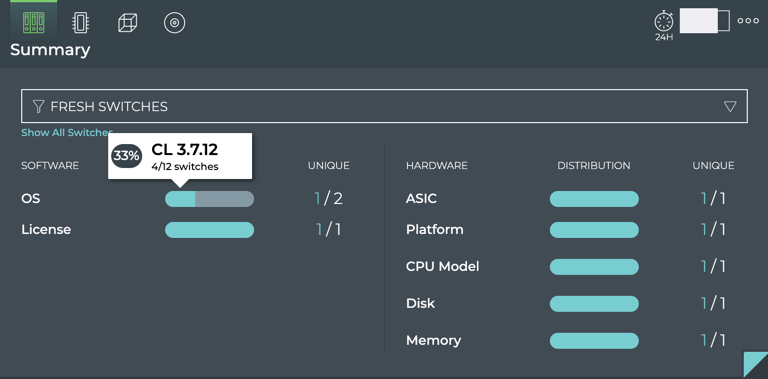 24H
Summary
FRESH SWITCHES
Show All Switches
33% CL 3.7.12
4/12 switches
SOFTWARE UNIQUE
OS 1 / 2
License 1 / 1
HARDWARE DISTRIBUTION UNIQUE
ASIC 1 / 1
Platform 1 / 1
CPU Model 1 / 1
Disk 1 / 1
Memory 1 / 1